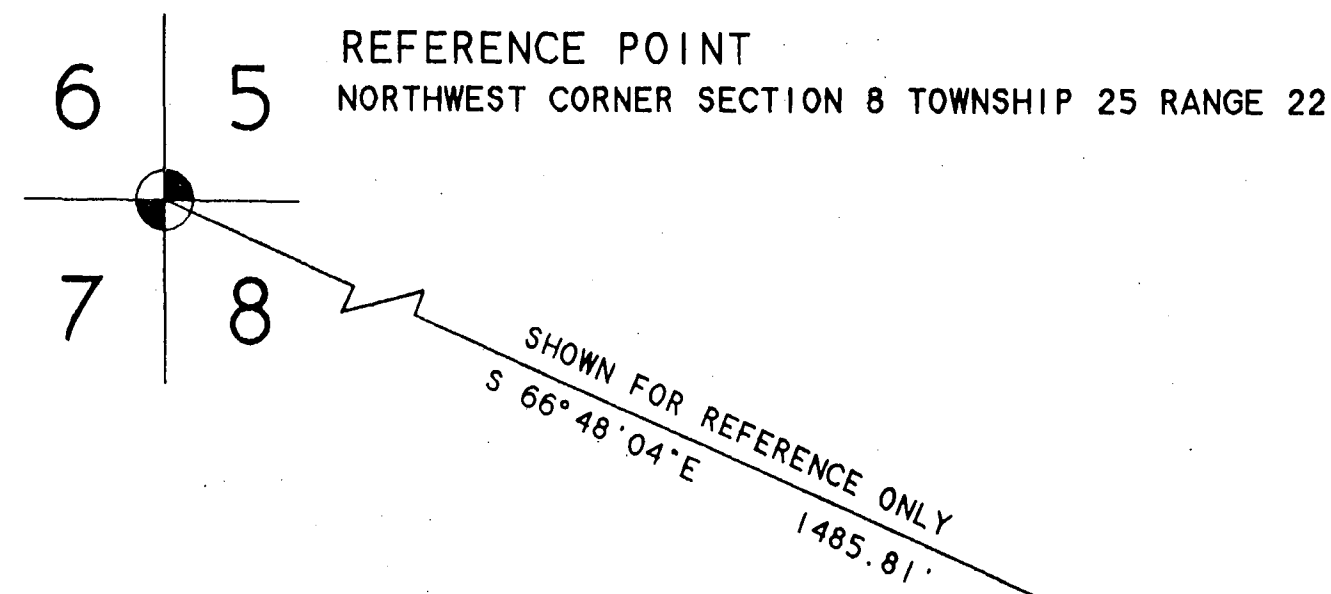 REFERENCE POINT
6 5 NORTHWEST CORNER SECTION 8 TOWNSHIP 25 RANGE 22
7 8
SHOWN FOR REFERENCE ONLY
S 66°48'04"E 1485.81'